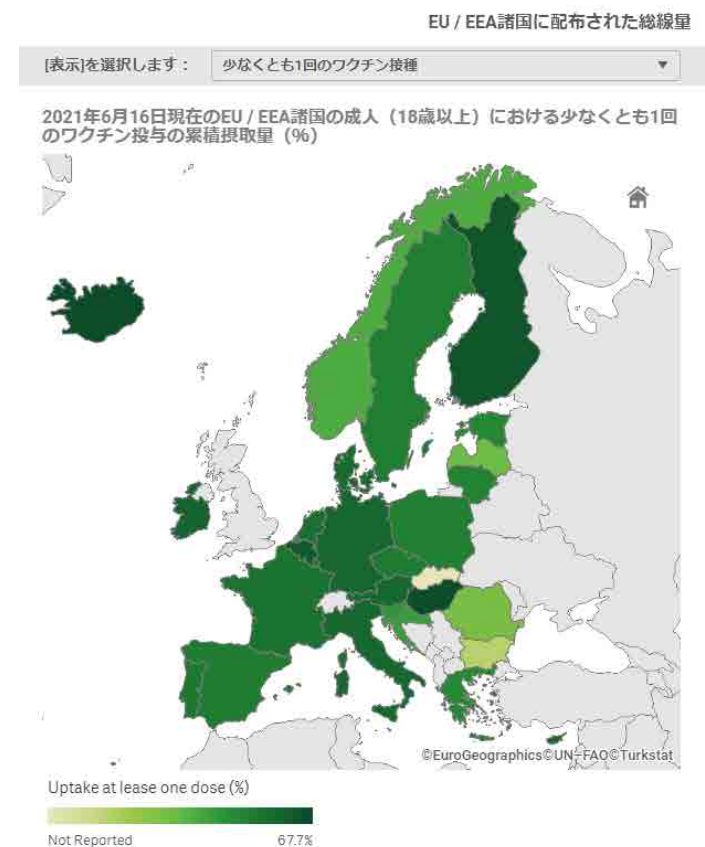 EU / EEA諸国に配布された総線量
[表示]を選択します： 少なくとも1回のワクチン接種
2021年6月16日現在のEU / EEA諸国の成人（18歳以上）における少なくとも1回
のワクチン投与の累積摂取量（%）
©EuroGeographics©UN–FAO©Turkstat
Uptake at lease one dose (%)
Not Reported 67.7%